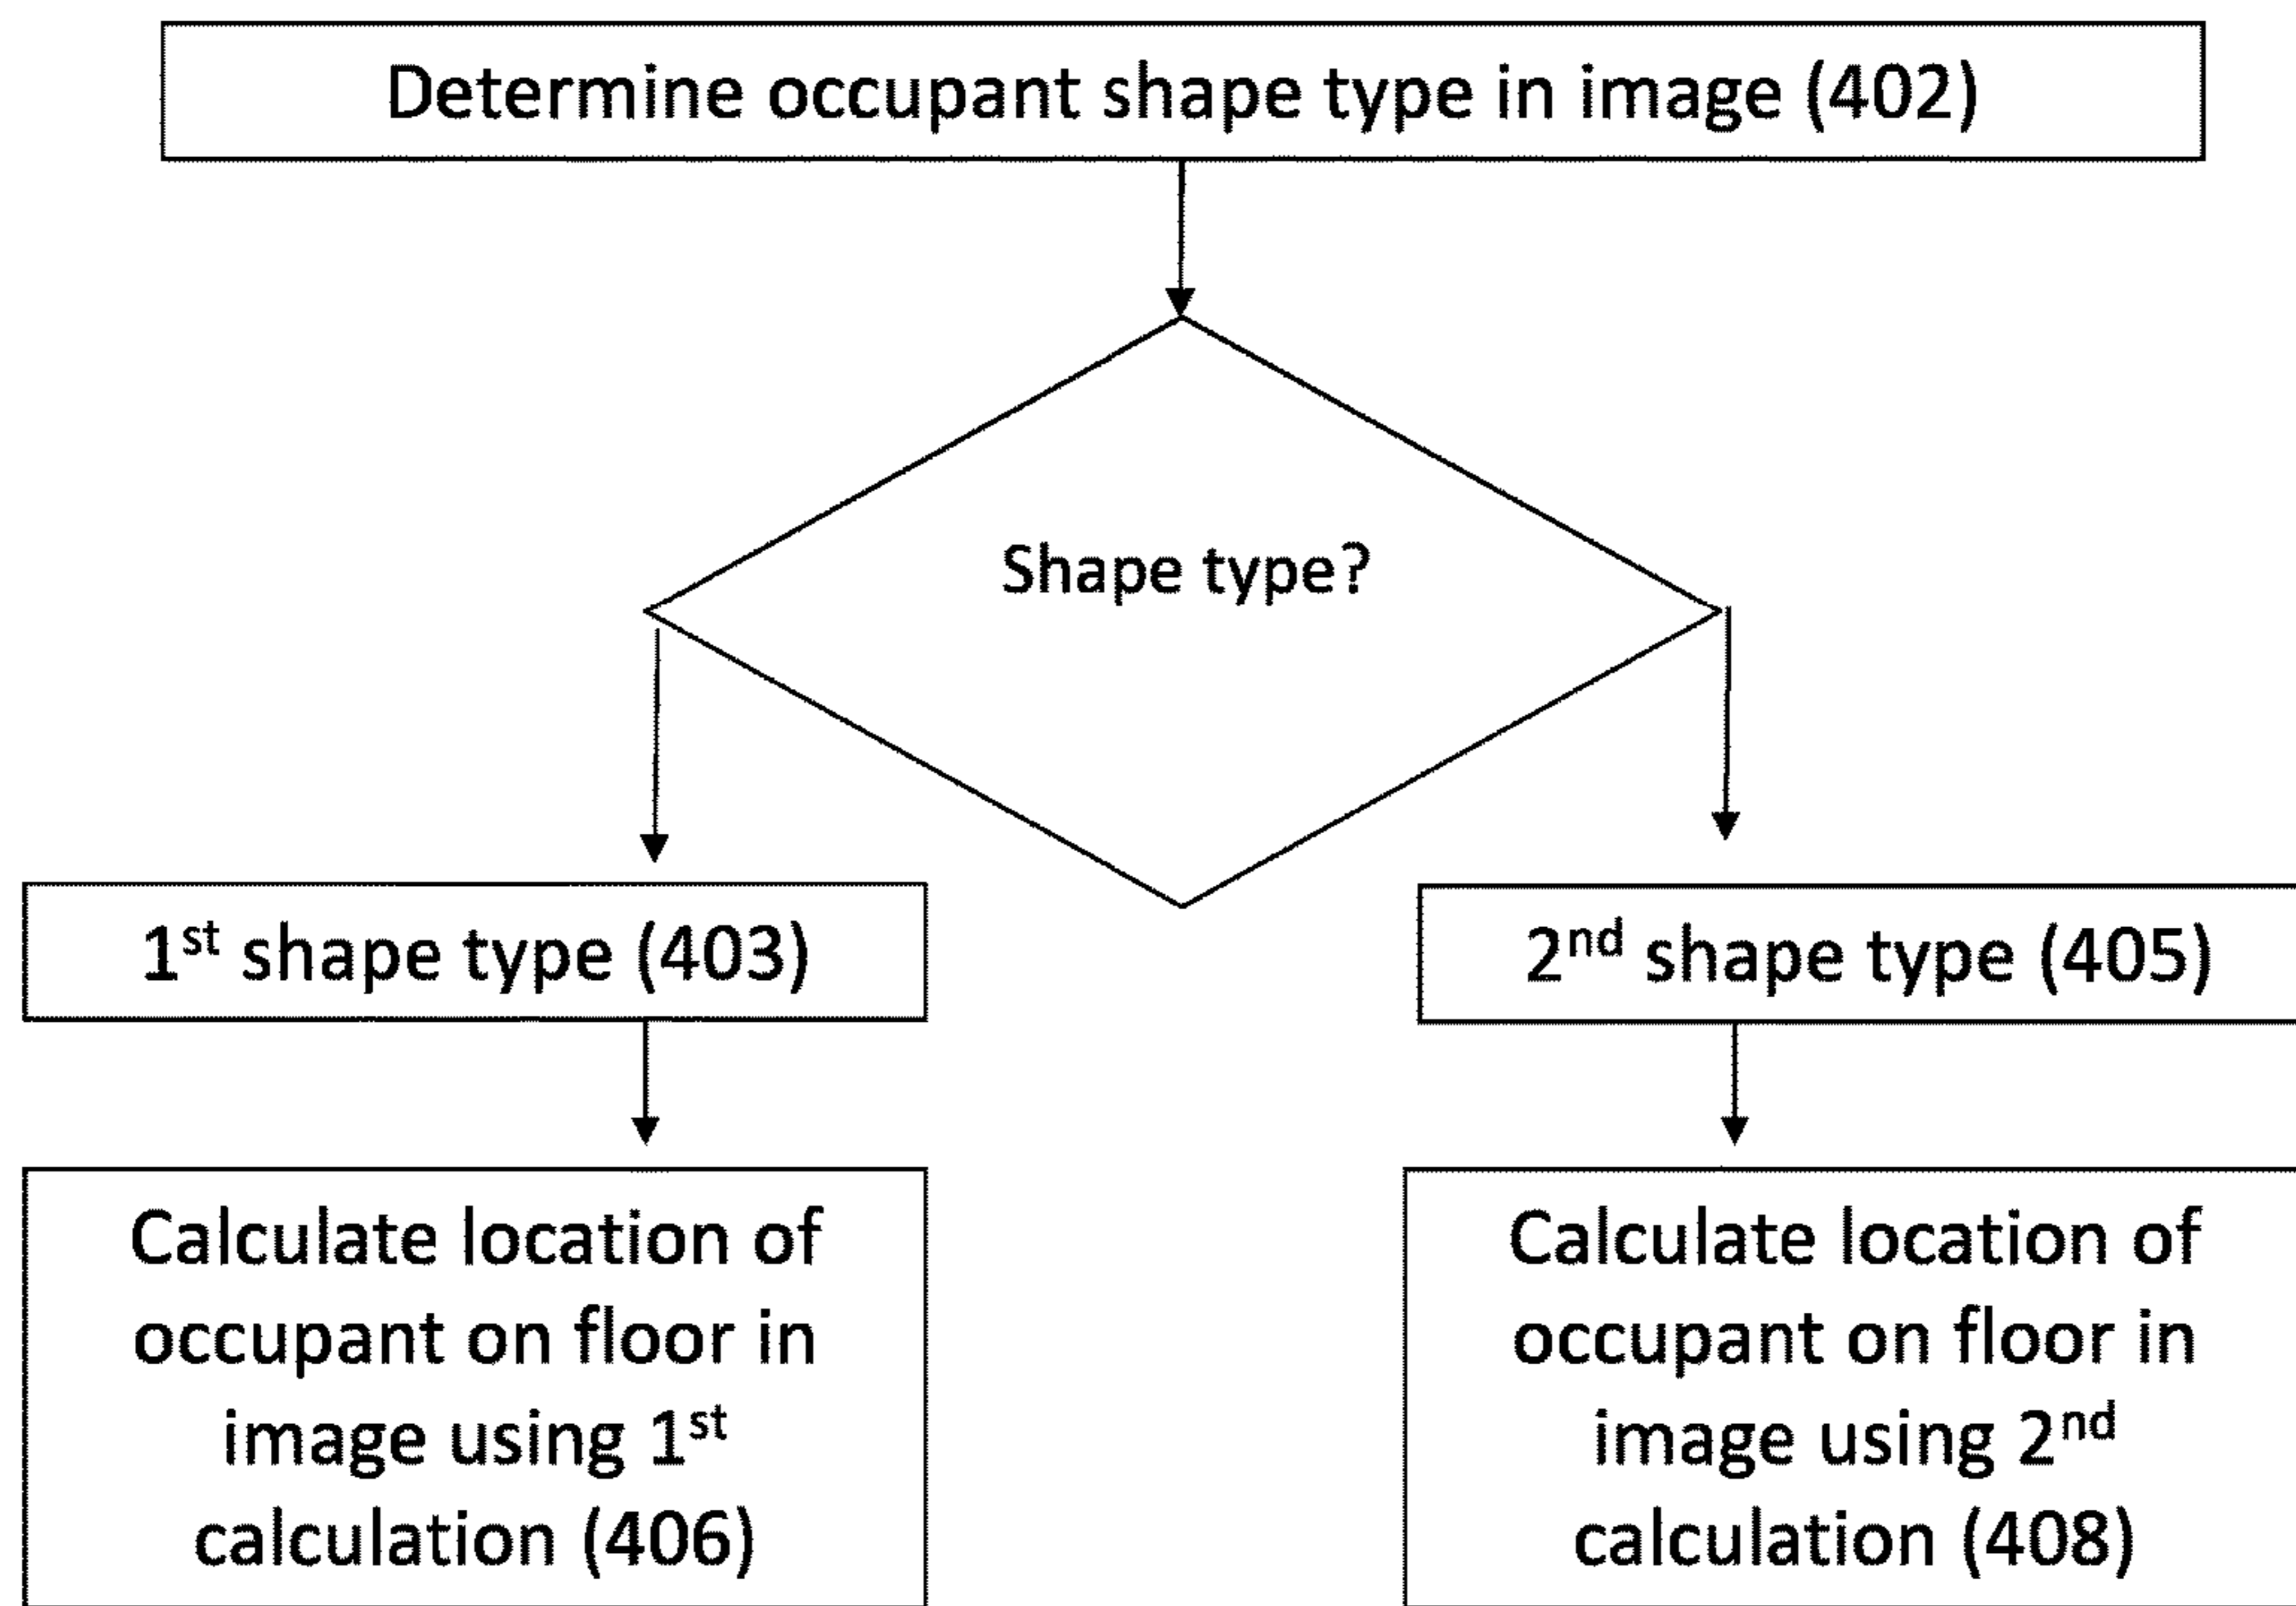 Determine occupant shape type in image (402)
Shape type?
1st shape type (403)
2nd shape type (405)
Calculate location of
occupant on floor in
image using 1st
calculation (406)
Calculate location of
occupant on floor in
image using 2nd
calculation (408)